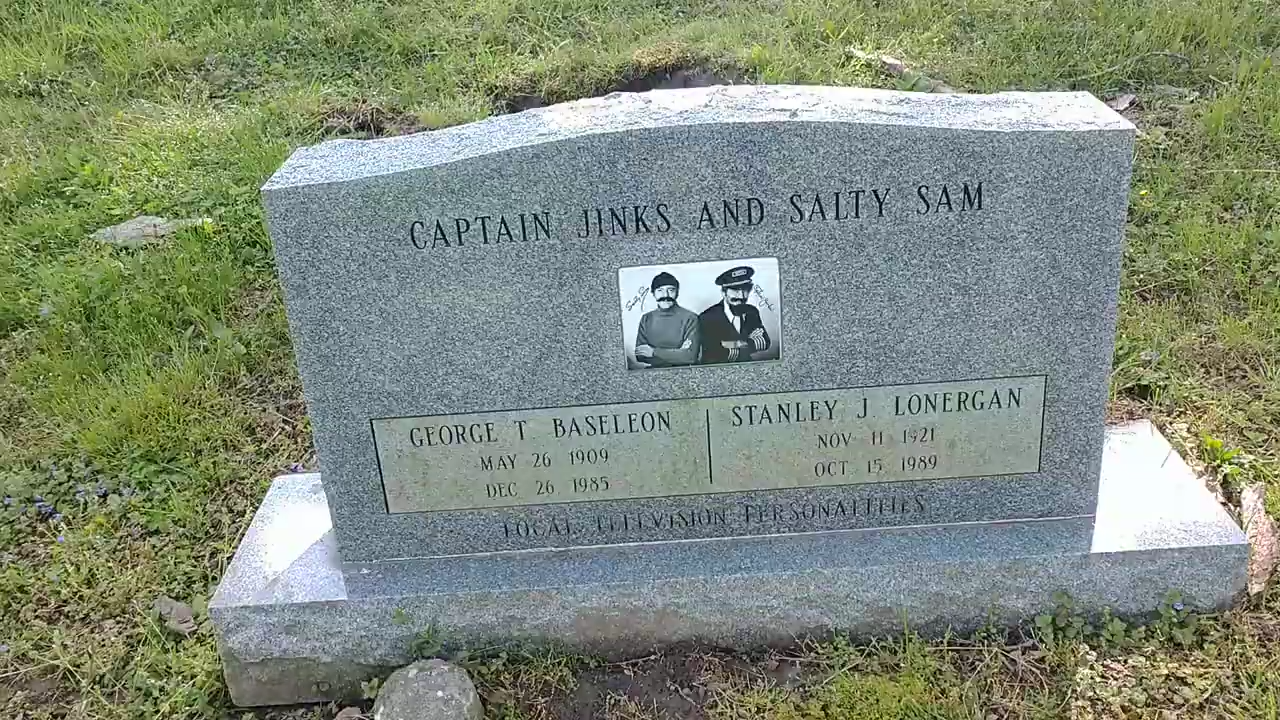 CAPTAIN JINKS AND SALTY SAM
GEORGE T. BASELEON
MAY 26 1909
DEC 26 1985
STANLEY J. LONERGAN
NOV 11 1921
OCT 15 1989
LOCAL TELEVISION PERSONALITIES